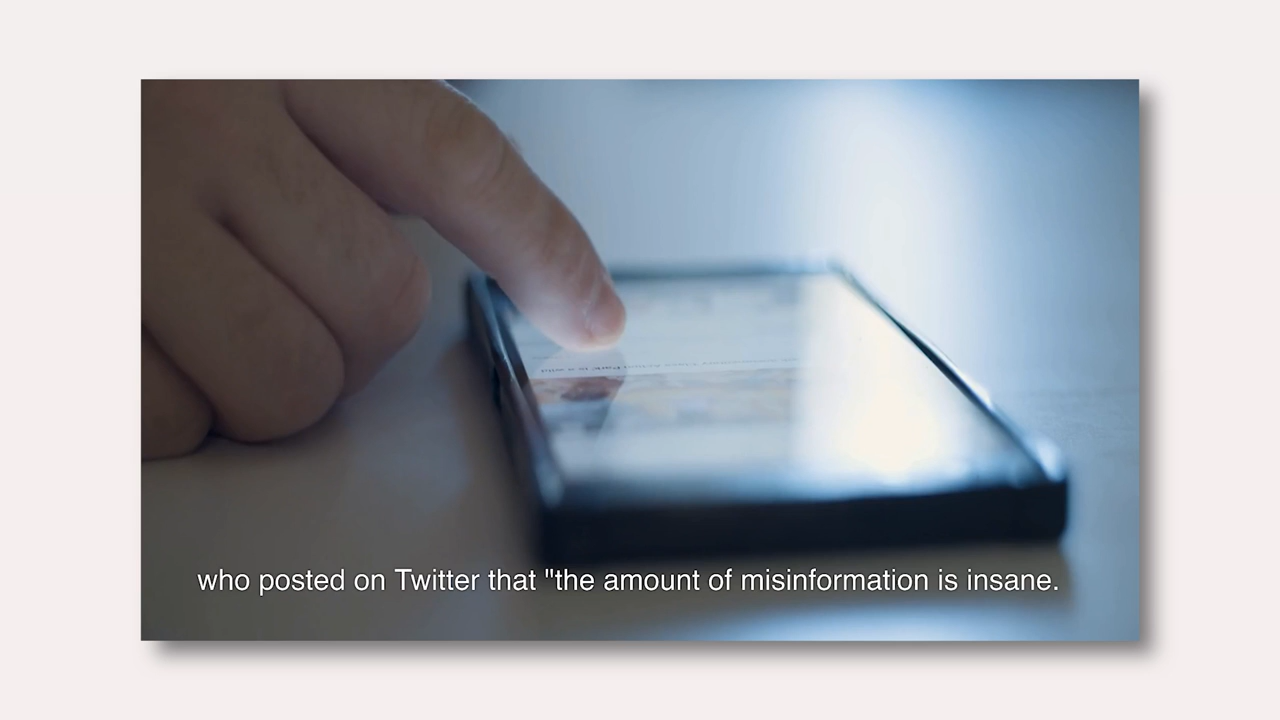 who posted on Twitter that "the amount of misinformation is insane.